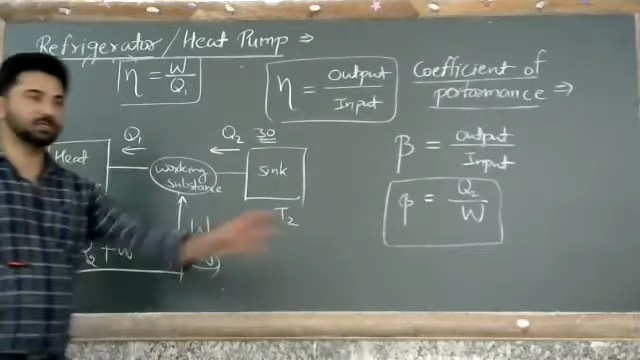 Refrigerator/Heat Pump ⇒
η = W/Q₁
η = Output/Input
Coefficient of
performance ⇒
β = output/Input
β = Q₂/W
Q₁
Q₂ 30
Heat
working
substance
sink
T₂
W
+ W